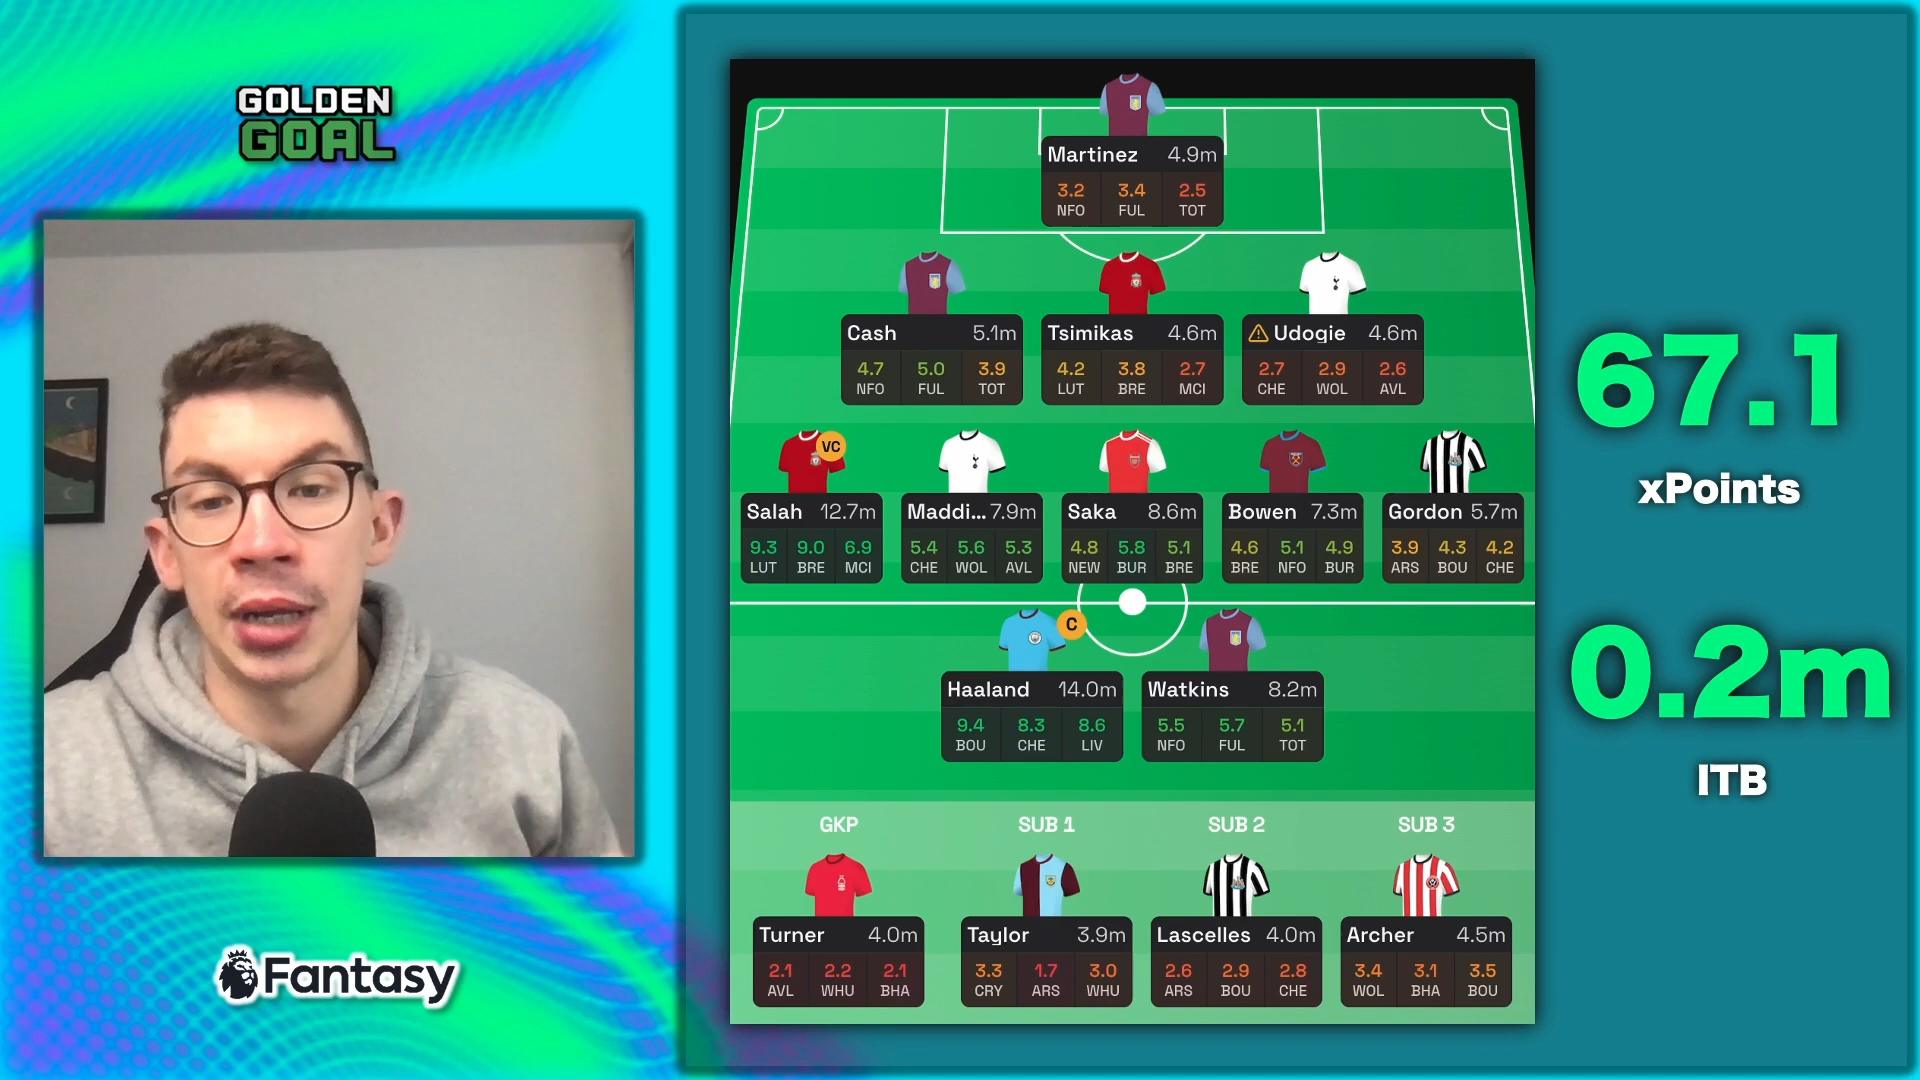 GOLDEN
GOAL
Martinez 4.9m
3.2 3.4 2.5
NFO FUL TOT
Cash 5.1m
4.7 5.0 3.9
NFO FUL TOT
Tsimikas 4.6m
4.2 3.8 2.7
LUT BRE MCI
Udogie 4.6m
2.7 2.9 2.6
CHE WOL AVL
VC
Salah 12.7m
9.3 9.0 6.9
LUT BRE MCI
Maddi... 7.9m
5.4 5.6 5.3
CHE WOL AVL
Saka 8.6m
4.8 5.8 5.1
NEW BUR BRE
Bowen 7.3m
4.6 5.1 4.9
BRE NFO BUR
Gordon 5.7m
3.9 4.3 4.2
ARS BOU CHE
C
Haaland 14.0m
9.4 8.3 8.6
BOU CHE LIV
Watkins 8.2m
5.5 5.7 5.1
NFO FUL TOT
GKP
Turner 4.0m
2.1 2.2 2.1
AVL WHU BHA
SUB 1
Taylor 3.9m
3.3 1.7 3.0
CRY ARS WHU
SUB 2
Lascelles 4.0m
2.6 2.9 2.8
ARS BOU CHE
SUB 3
Archer 4.5m
3.4 3.1 3.5
WOL BHA BOU
67.1
xPoints
0.2m
ITB
Fantasy